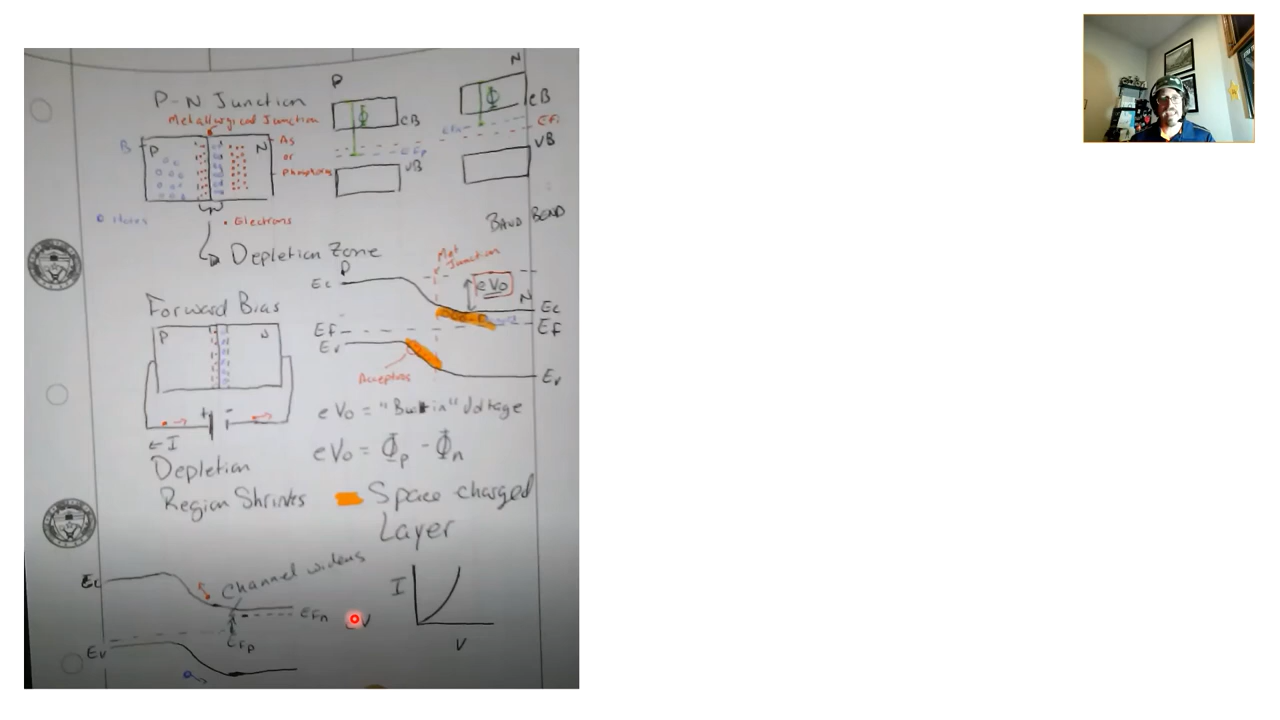 P
N
P-N Junction
Metallurgical Junction
Φ
CB
Φ
CB
EFi
EFn
B
P
N
As
or
Phosphorus
EFp
VB
VB
Holes
Electrons
Depletion Zone
BAND BEND
Met
Junction
P
Ec
eVo
N
Ec
Forward Bias
P
N
Ef
Ef
Ev
Ev
Acceptors
+
-
← I
eVo = "Built in" Voltage
eVo = Φp - Φn
Depletion
Region Shrinks
Space charged
Layer
Channel widens
Ec
EFn
EFp
Ev
I
V